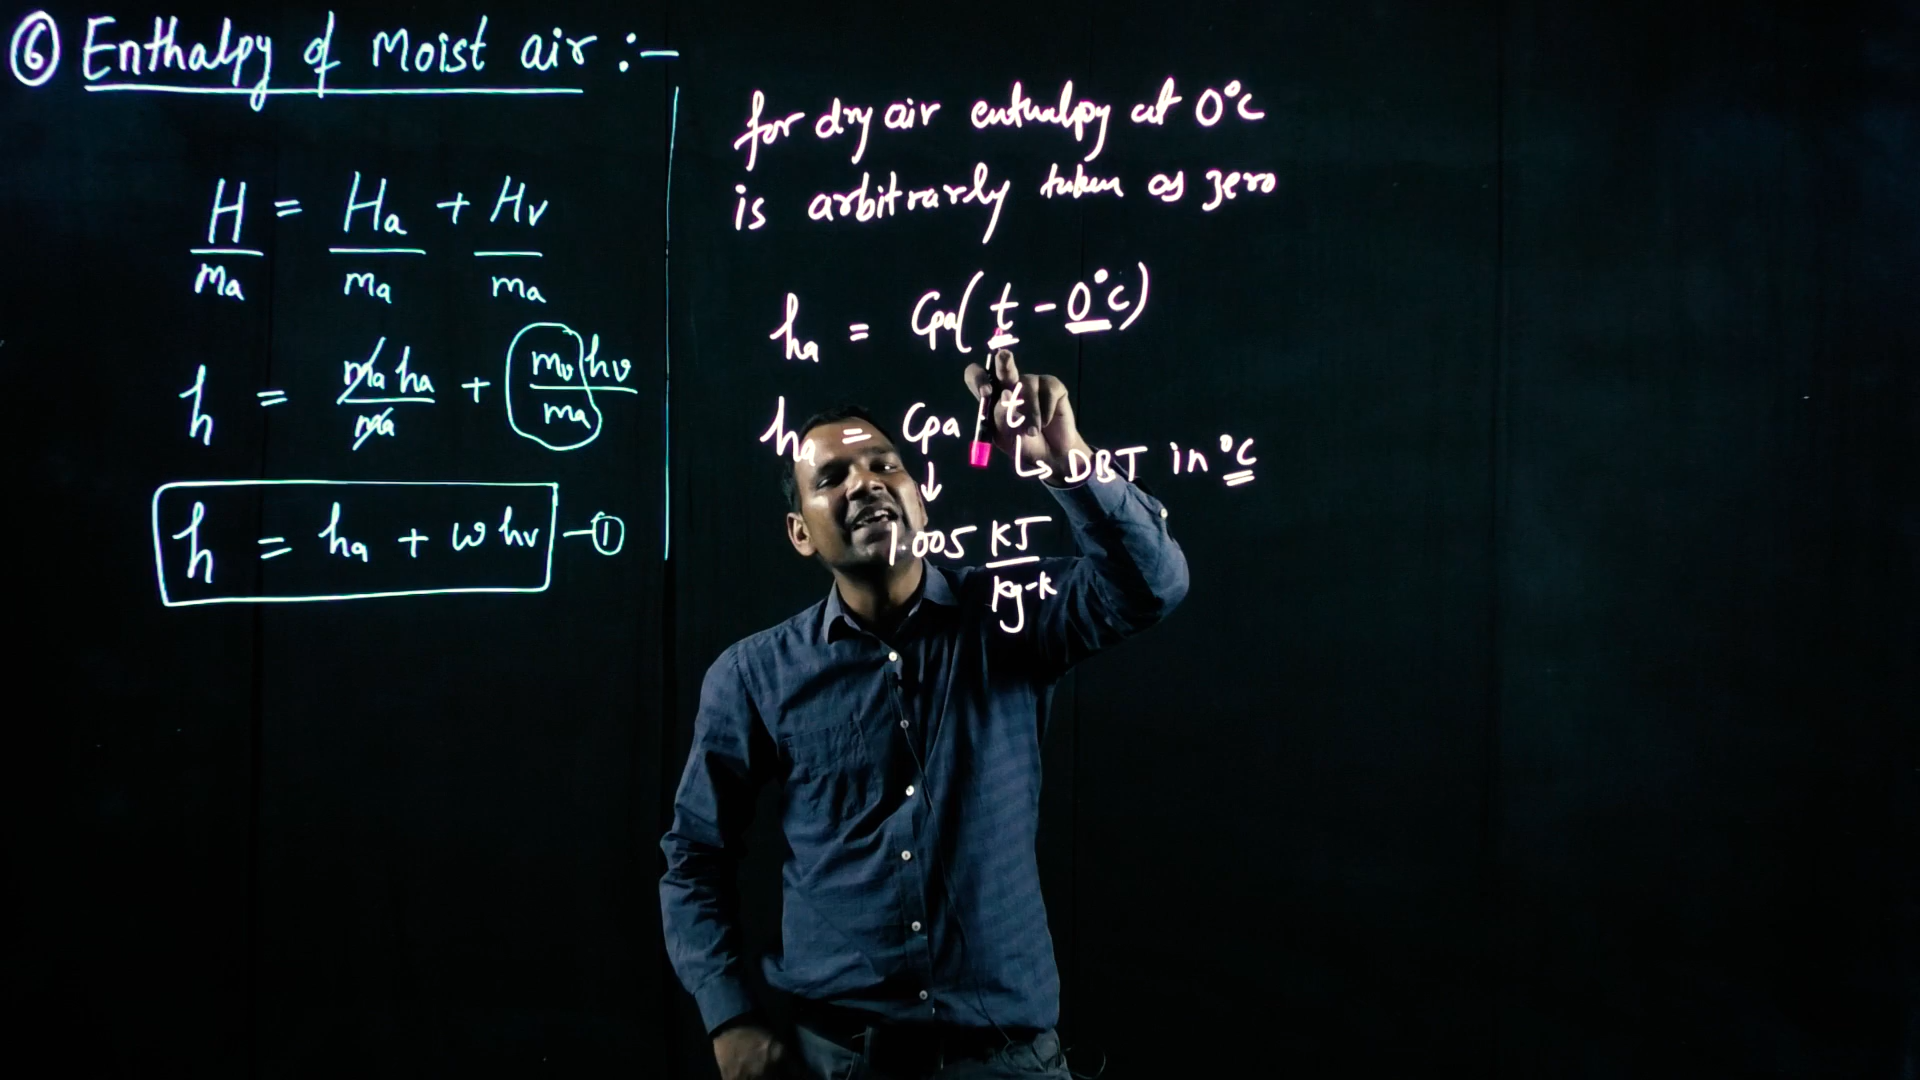 ⑥ Enthalpy of Moist air :-
H/ma = Ha/ma + Hv/ma
h = ma ha/ma + mv hv/ma
h = ha + ω hv -①
for dry air enthalpy at 0°C
is arbitrarly taken as zero
ha = Cpa(t - 0°C)
ha = Cpa . t
↓ ↳ DBT in °C
1.005 KJ/kg-k